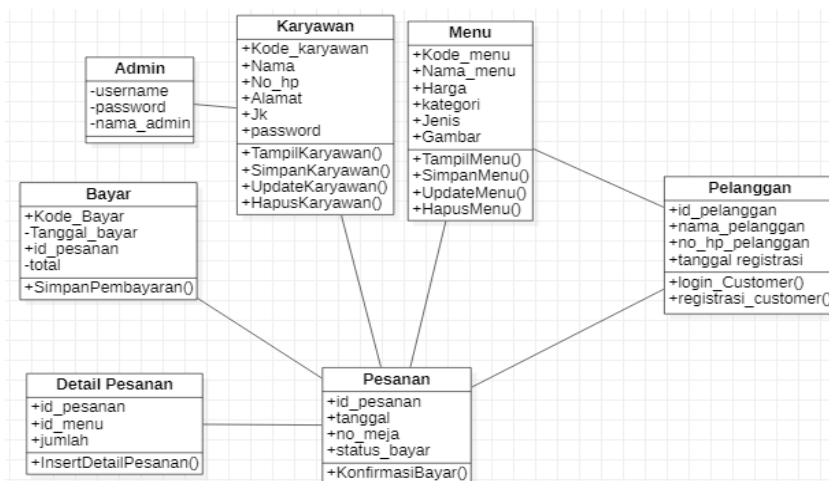 Admin
-username
-password
-nama_admin
Karyawan
+Kode_karyawan
+Nama
+No_hp
+Alamat
+Jk
+password
+TampilKaryawan()
+SimpanKaryawan()
+UpdateKaryawan()
+HapusKaryawan()
Menu
+Kode_menu
+Nama_menu
+Harga
+kategori
+Jenis
+Gambar
+TampilMenu()
+SimpanMenu()
+UpdateMenu()
+HapusMenu()
Bayar
+Kode_Bayar
-Tanggal_bayar
+id_pesanan
-total
+SimpanPembayaran()
Pelanggan
+id_pelanggan
+nama_pelanggan
+no_hp_pelanggan
+tanggal registrasi
+login_Customer()
+registrasi_customer()
Detail Pesanan
+id_pesanan
+id_menu
+jumlah
+InsertDetailPesanan()
Pesanan
+id_pesanan
+tanggal
+no_meja
+status_bayar
+KonfirmasiBayar()